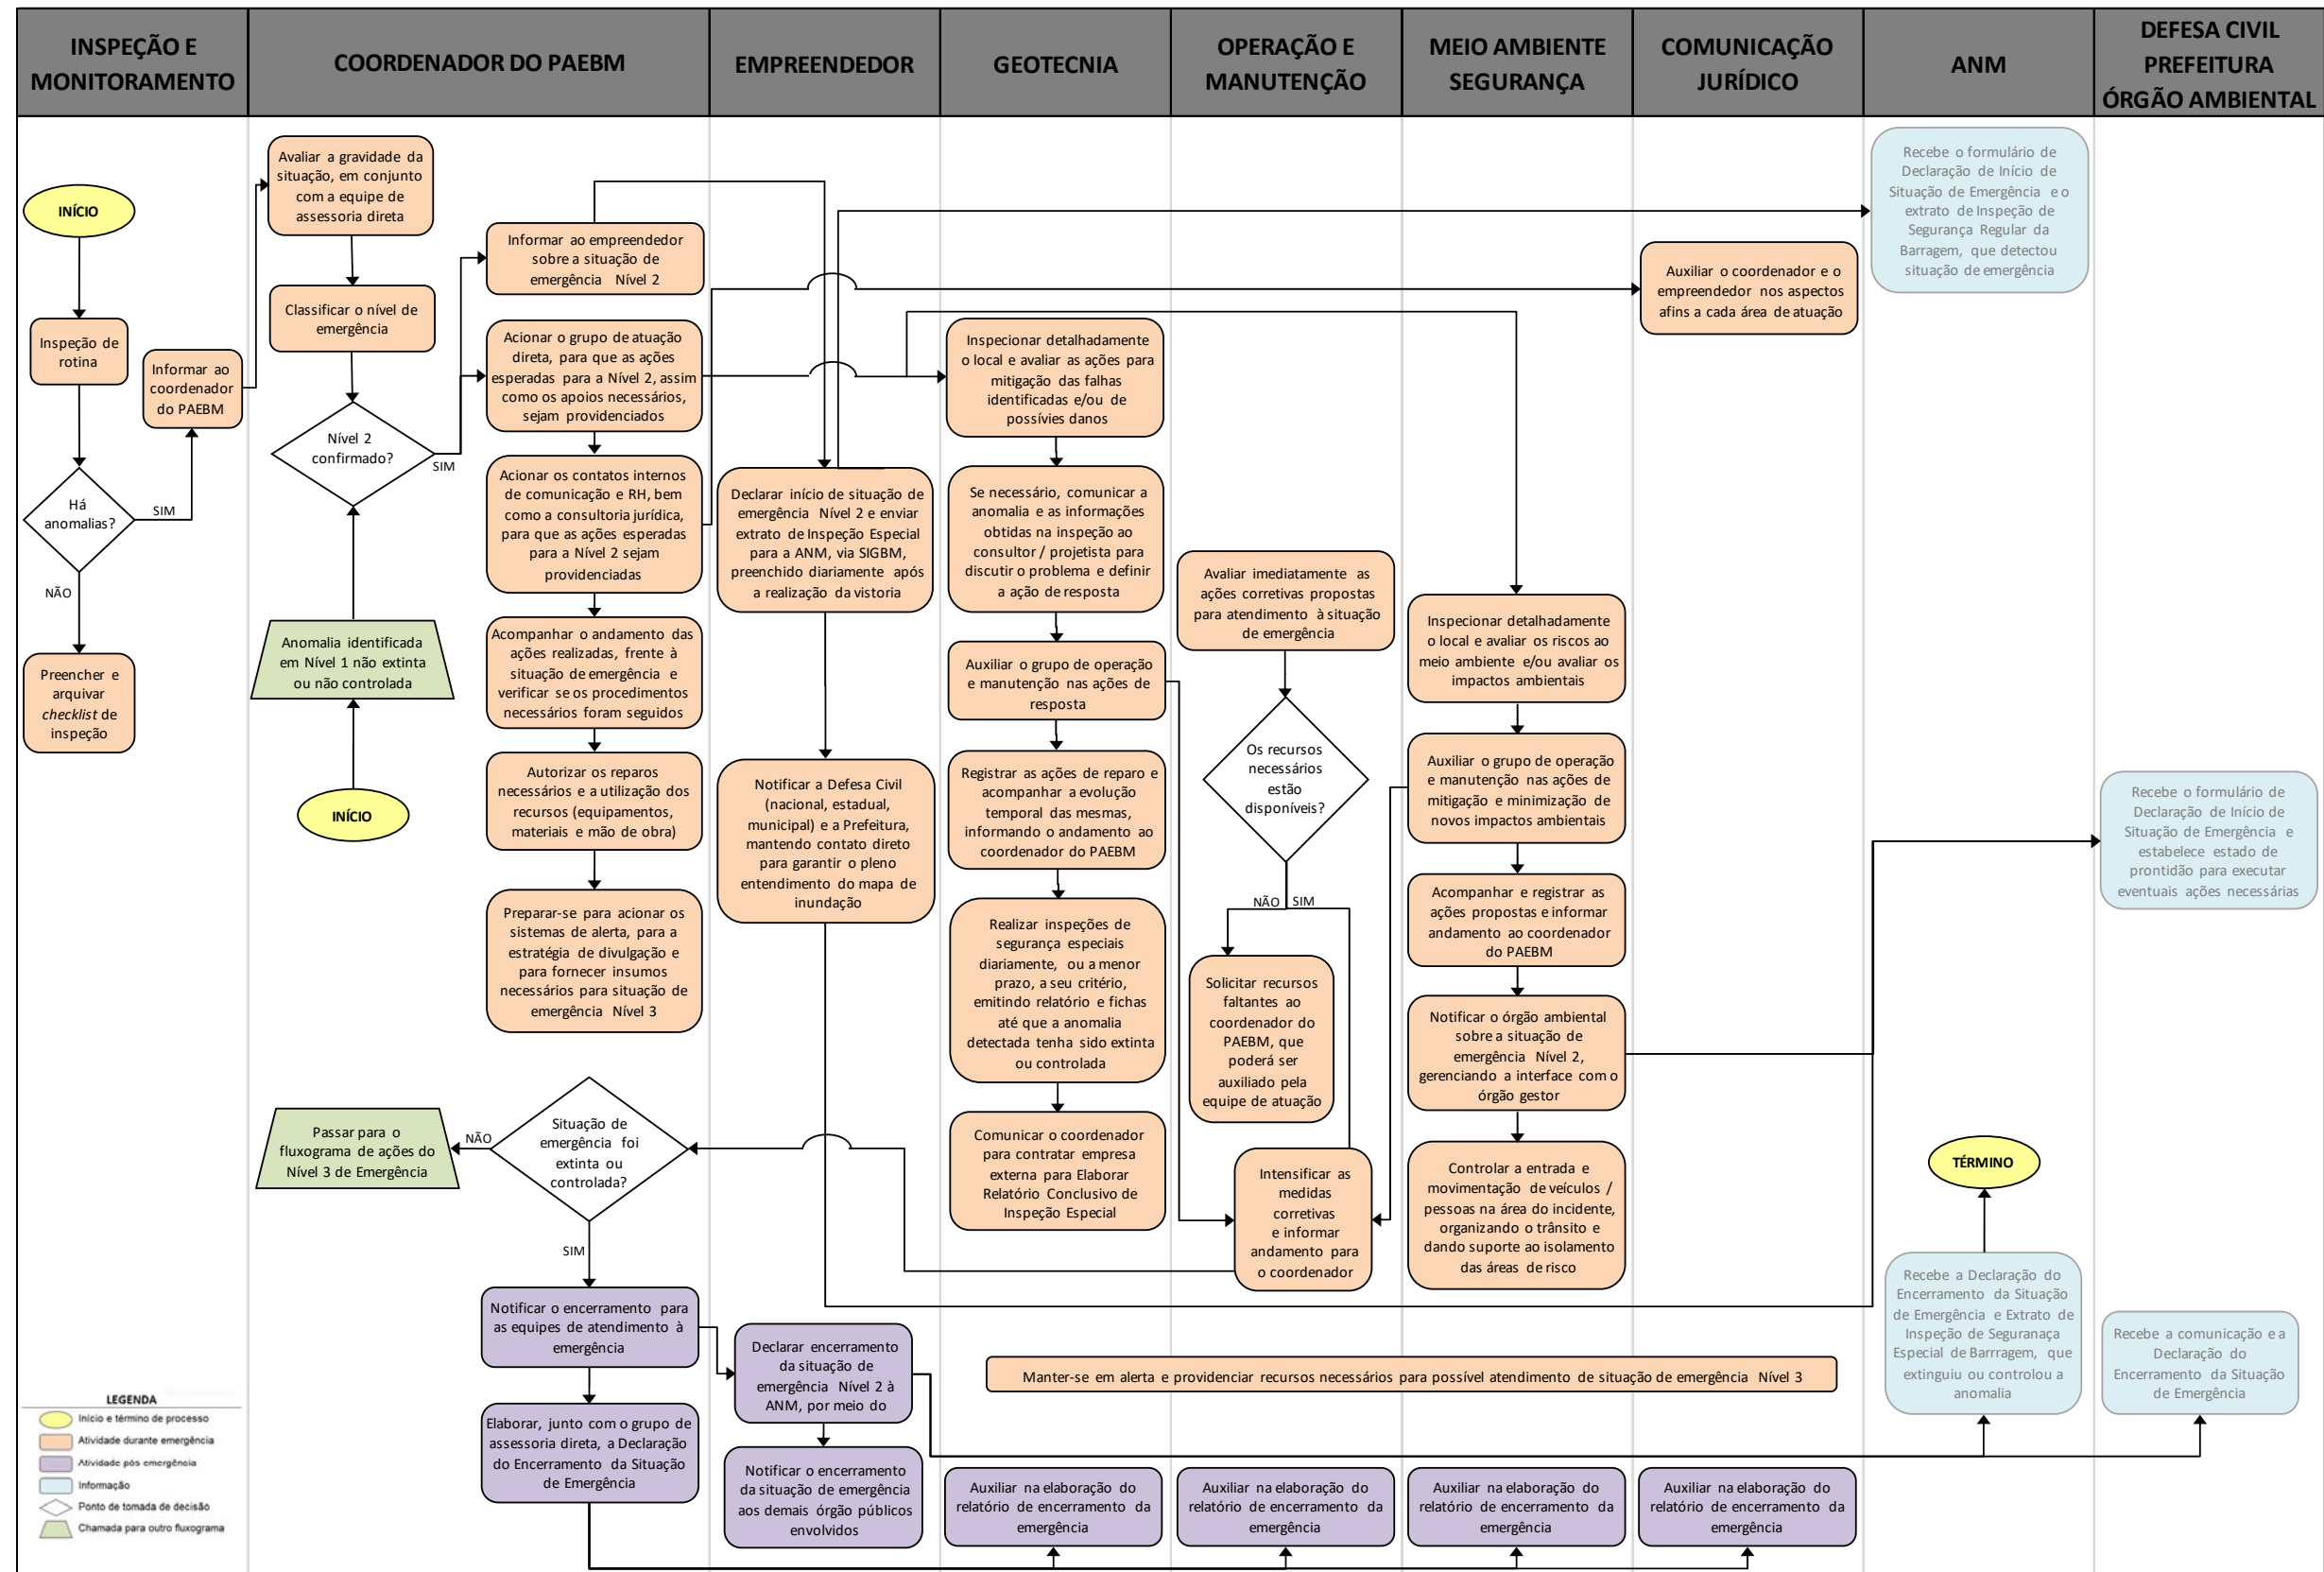 INSPEÇÃO E
MONITORAMENTO
COORDENADOR DO PAEBM
EMPREENDEDOR
GEOTECNIA
OPERAÇÃO E
MANUTENÇÃO
MEIO AMBIENTE
SEGURANÇA
COMUNICAÇÃO
JURÍDICO
ANM
DEFESA CIVIL
PREFEITURA
ÓRGÃO AMBIENTAL
INÍCIO
Inspeção de
rotina
Informar ao
coordenador
do PAEBM
Há
anomalias?
SIM
NÃO
Preencher e
arquivar
checklist de
inspeção
Avaliar a gravidade da
situação, em conjunto
com a equipe de
assessoria direta
Classificar o nível de
emergência
Nível 2
confirmado?
SIM
Anomalia identificada
em Nível 1 não extinta
ou não controlada
INÍCIO
Informar ao empreendedor
sobre a situação de
emergência Nível 2
Acionar o grupo de atuação
direta, para que as ações
esperadas para a Nível 2, assim
como os apoios necessários,
sejam providenciados
Acionar os contatos internos
de comunicação e RH, bem
como a consultoria jurídica,
para que as ações esperadas
para a Nível 2 sejam
providenciadas
Acompanhar o andamento das
ações realizadas, frente à
situação de emergência e
verificar se os procedimentos
necessários foram seguidos
Autorizar os reparos
necessários e a utilização dos
recursos (equipamentos,
materiais e mão de obra)
Preparar-se para acionar os
sistemas de alerta, para a
estratégia de divulgação e
para fornecer insumos
necessários para situação de
emergência Nível 3
Situação de
emergência foi
extinta ou
controlada?
NÃO
Passar para o
fluxograma de ações do
Nível 3 de Emergência
SIM
Notificar o encerramento para
as equipes de atendimento à
emergência
Elaborar, junto com o grupo de
assessoria direta, a Declaração
do Encerramento da Situação
de Emergência
Declarar início de situação de
emergência Nível 2 e enviar
extrato de Inspeção Especial
para a ANM, via SIGBM,
preenchido diariamente após
a realização da vistoria
Notificar a Defesa Civil
(nacional, estadual,
municipal) e a Prefeitura,
mantendo contato direto
para garantir o pleno
entendimento do mapa de
inundação
Declarar encerramento
da situação de
emergência Nível 2 à
ANM, por meio do
Notificar o encerramento
da situação de emergência
aos demais órgão públicos
envolvidos
Inspecionar detalhadamente
o local e avaliar as ações para
mitigação das falhas
identificadas e/ou de
possívies danos
Se necessário, comunicar a
anomalia e as informações
obtidas na inspeção ao
consultor / projetista para
discutir o problema e definir
a ação de resposta
Auxiliar o grupo de operação
e manutenção nas ações de
resposta
Registrar as ações de reparo e
acompanhar a evolução
temporal das mesmas,
informando o andamento ao
coordenador do PAEBM
Realizar inspeções de
segurança especiais
diariamente, ou a menor
prazo, a seu critério,
emitindo relatório e fichas
até que a anomalia
detectada tenha sido extinta
ou controlada
Comunicar o coordenador
para contratar empresa
externa para Elaborar
Relatório Conclusivo de
Inspeção Especial
Avaliar imediatamente as
ações corretivas propostas
para atendimento à situação
de emergência
Os recursos
necessários
estão
disponíveis?
NÃO
SIM
Solicitar recursos
faltantes ao
coordenador do
PAEBM, que
poderá ser
auxiliado pela
equipe de atuação
Intensificar as
medidas
corretivas
e informar
andamento para
o coordenador
Inspecionar detalhadamente
o local e avaliar os riscos ao
meio ambiente e/ou avaliar os
impactos ambientais
Auxiliar o grupo de operação
e manutenção nas ações de
mitigação e minimização de
novos impactos ambientais
Acompanhar e registrar as
ações propostas e informar
andamento ao coordenador
do PAEBM
Notificar o órgão ambiental
sobre a situação de
emergência Nível 2,
gerenciando a interface com o
órgão gestor
Controlar a entrada e
movimentação de veículos /
pessoas na área do incidente,
organizando o trânsito e
dando suporte ao isolamento
das áreas de risco
Auxiliar o coordenador e o
empreendedor nos aspectos
afins a cada área de atuação
Recebe o formulário de
Declaração de Início de
Situação de Emergência e o
extrato de Inspeção de
Segurança Regular da
Barragem, que detectou
situação de emergência
Recebe o formulário de
Declaração de Início de
Situação de Emergência e
estabelece estado de
prontidão para executar
eventuais ações necessárias
TÉRMINO
Recebe a Declaração do
Encerramento da Situação
de Emergência e Extrato de
Inspeção de Seguranaça
Especial de Barrragem, que
extinguiu ou controlou a
anomalia
Recebe a comunicação e a
Declaração do
Encerramento da Situação
de Emergência
Manter-se em alerta e providenciar recursos necessários para possível atendimento de situação de emergência Nível 3
Auxiliar na elaboração do
relatório de encerramento da
emergência
Auxiliar na elaboração do
relatório de encerramento da
emergência
Auxiliar na elaboração do
relatório de encerramento da
emergência
Auxiliar na elaboração do
relatório de encerramento da
emergência
LEGENDA
Início e término de processo
Atividade durante emergência
Atividade pós emergência
Informação
Ponto de tomada de decisão
Chamada para outro fluxograma